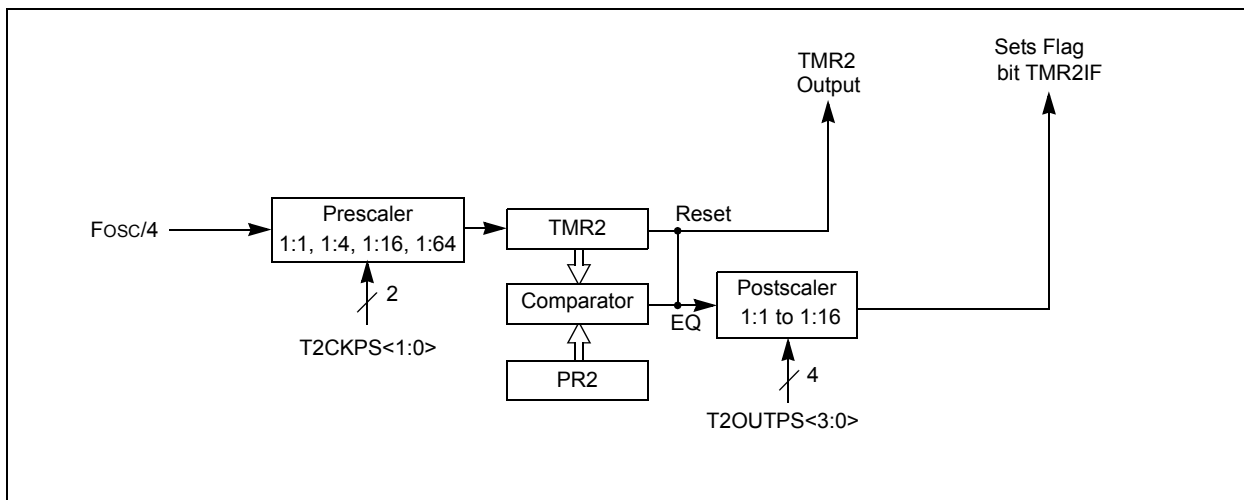 TMR2
Output
Sets Flag
bit TMR2IF
FOSC/4
Prescaler
1:1, 1:4, 1:16, 1:64
2
T2CKPS<1:0>
TMR2
Reset
Comparator
EQ
PR2
Postscaler
1:1 to 1:16
4
T2OUTPS<3:0>